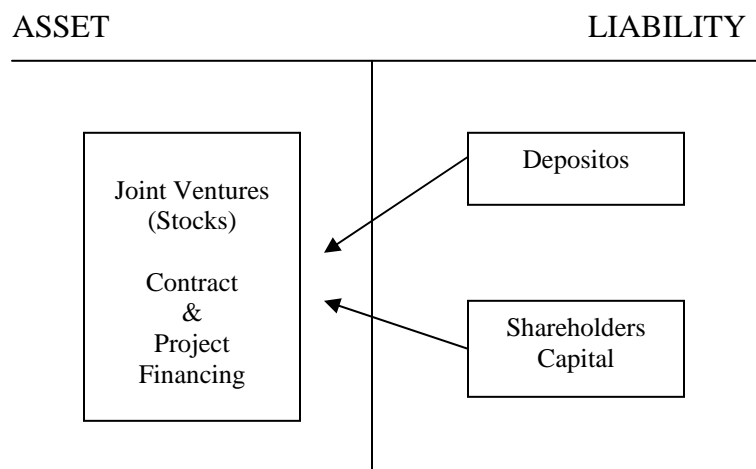 ASSET
LIABILITY
Joint Ventures
(Stocks)
Contract
&
Project
Financing
Depositos
Shareholders
Capital